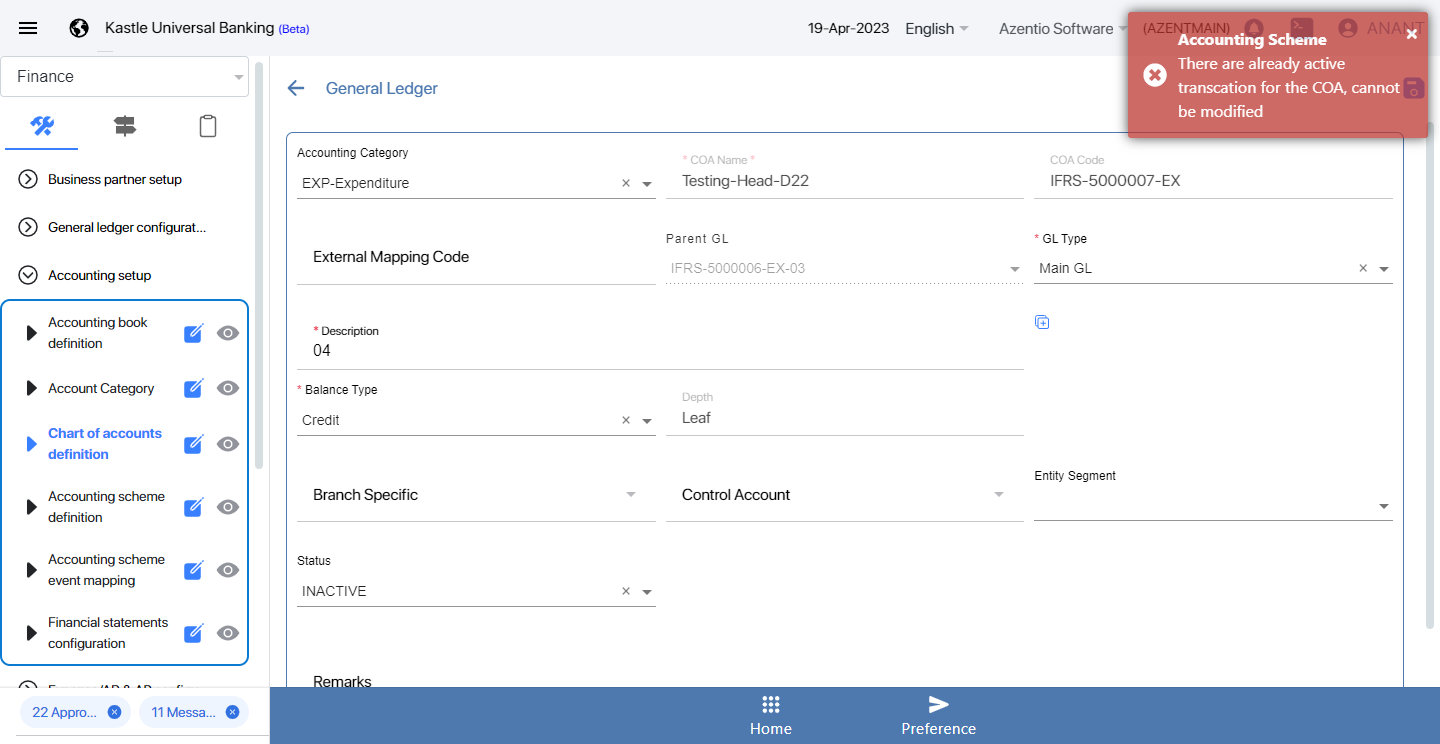 Kastle Universal Banking (Beta)
19-Apr-2023
English
Azentio Software
(AZENTMAIN)
ANANT
Accounting Scheme
There are already active
transcation for the COA, cannot
be modified
Finance
Business partner setup
General ledger configurat...
Accounting setup
Accounting book
definition
Account Category
Chart of accounts
definition
Accounting scheme
definition
Accounting scheme
event mapping
Financial statements
configuration
22 Appro...
11 Messa...
General Ledger
Accounting Category
EXP-Expenditure
* COA Name *
Testing-Head-D22
COA Code
IFRS-5000007-EX
External Mapping Code
Parent GL
IFRS-5000006-EX-03
* GL Type
Main GL
* Description
04
* Balance Type
Credit
Depth
Leaf
Branch Specific
Control Account
Entity Segment
Status
INACTIVE
Remarks
Home
Preference